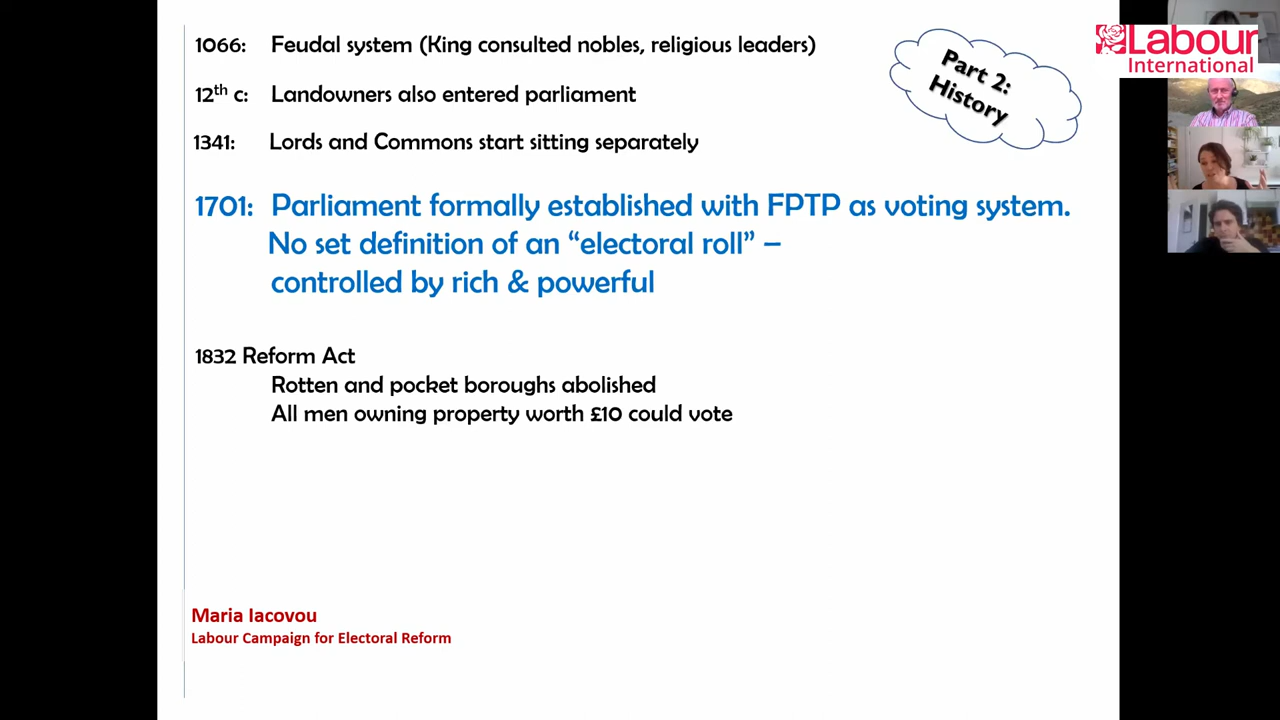 1066: Feudal system (King consulted nobles, religious leaders)
12th c: Landowners also entered parliament
1341: Lords and Commons start sitting separately
1701: Parliament formally established with FPTP as voting system.
No set definition of an “electoral roll” –
controlled by rich & powerful
1832 Reform Act
Rotten and pocket boroughs abolished
All men owning property worth £10 could vote
Part 2:
History
Labour
International
Maria Iacovou
Labour Campaign for Electoral Reform